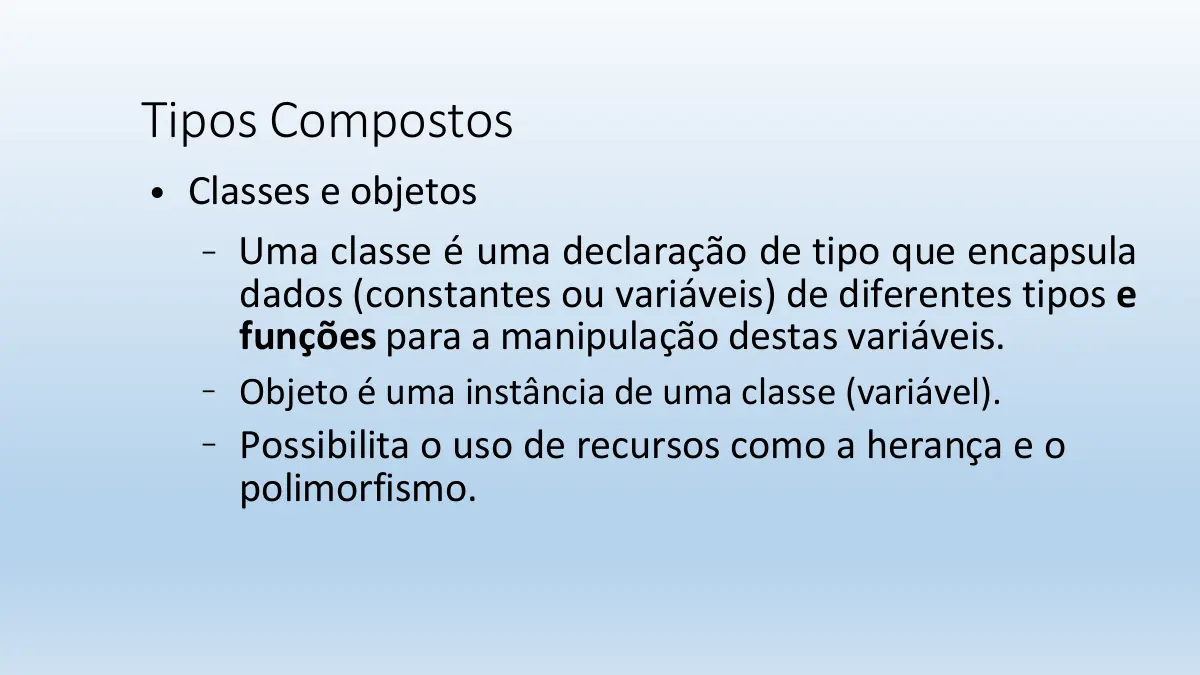 Tipos Compostos
• Classes e objetos
– Uma classe é uma declaração de tipo que encapsula
dados (constantes ou variáveis) de diferentes tipos e
funções para a manipulação destas variáveis.
– Objeto é uma instância de uma classe (variável).
– Possibilita o uso de recursos como a herança e o
polimorfismo.